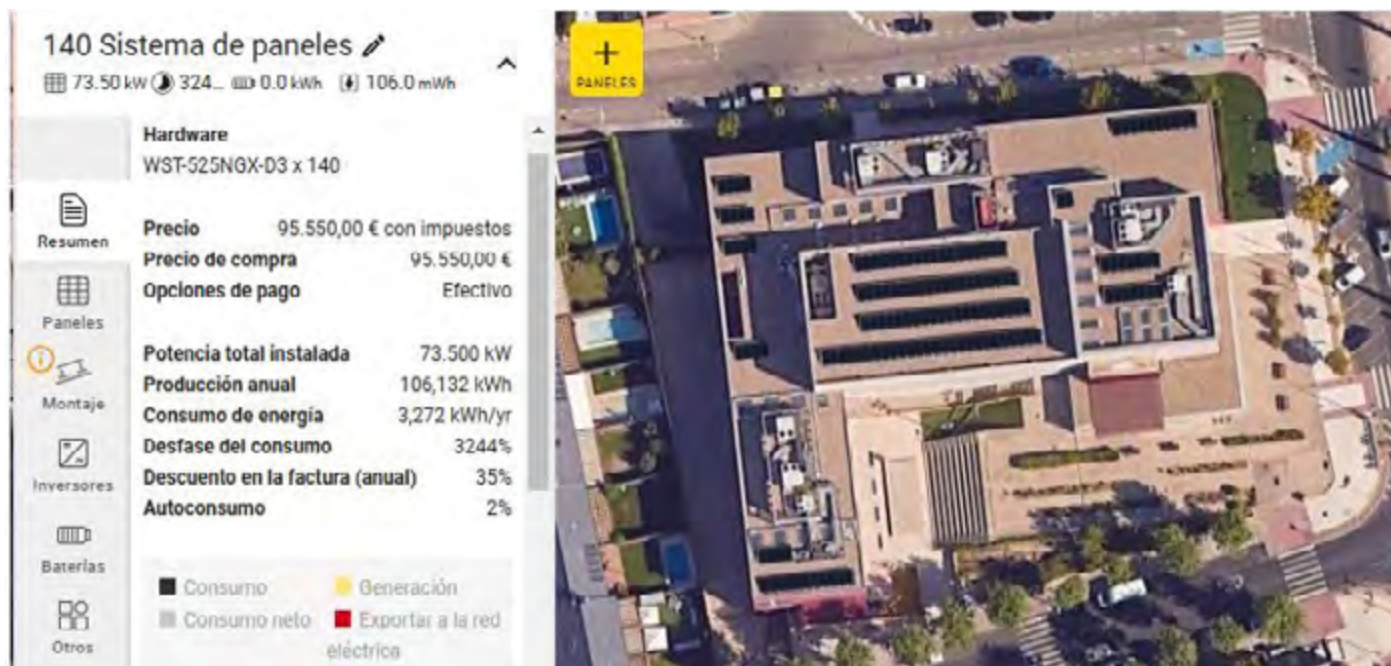 140 Sistema de paneles
73.50 kW 324... 0.0 kWh 106.0 mWh
+
PANELES
Hardware
WST-525NGX-D3 x 140
Resumen
Precio 95.550,00 € con impuestos
Precio de compra 95.550,00 €
Opciones de pago Efectivo
Paneles
Potencia total instalada 73.500 kW
Producción anual 106,132 kWh
Montaje
Consumo de energía 3,272 kWh/yr
Desfase del consumo 3244%
Descuento en la factura (anual) 35%
Inversores
Autoconsumo 2%
Baterías
Consumo Generación
Consumo neto Exportar a la red
eléctrica
Otros